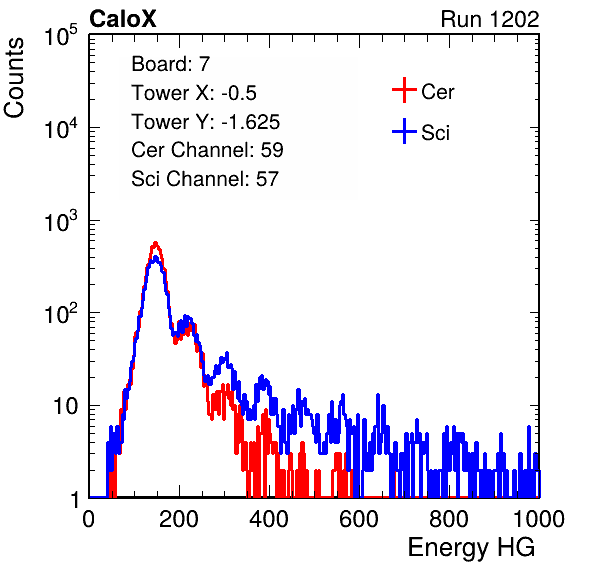 CaloX Run 1202
Counts
Board: 7
Tower X: -0.5
Tower Y: -1.625
Cer Channel: 59
Sci Channel: 57
Cer
Sci
10^5
10^4
10^3
10^2
10
1
0 200 400 600 800 1000
Energy HG